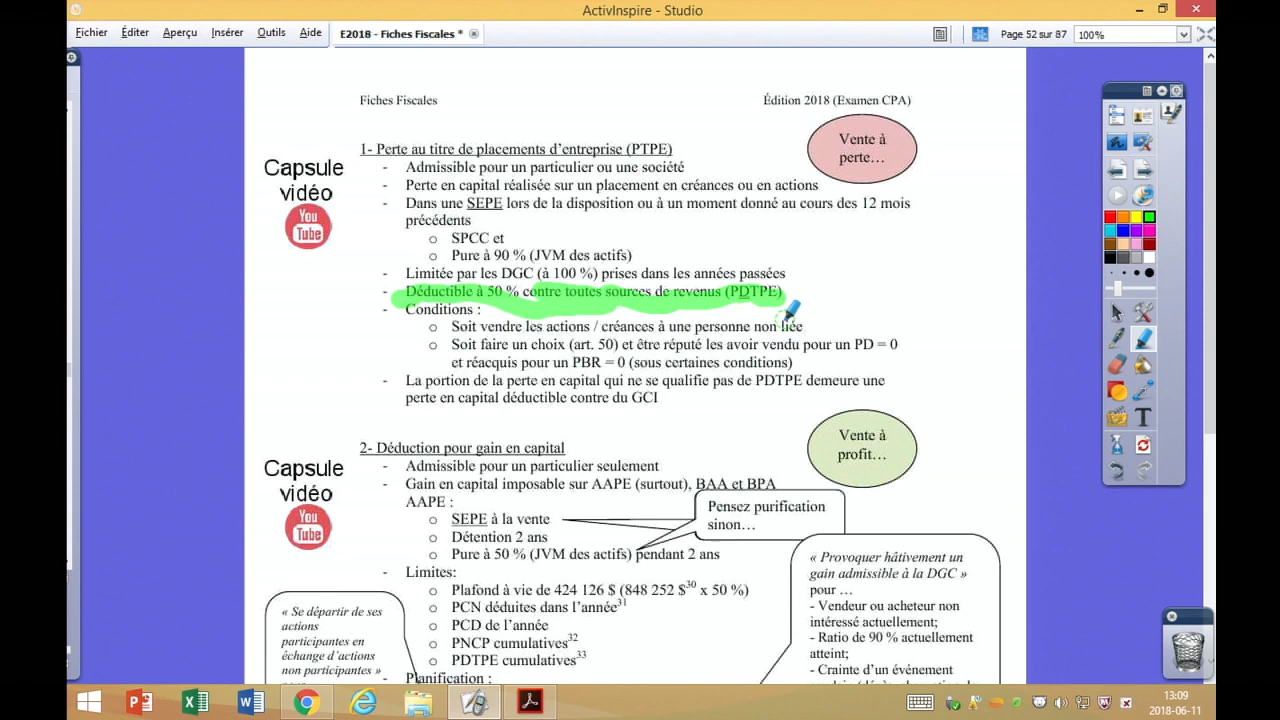 ActivInspire - Studio
Fichier Éditer Aperçu Insérer Outils Aide E2018 - Fiches Fiscales * Page 52 sur 87 100%
Fiches Fiscales Édition 2018 (Examen CPA)
Vente à
perte…
1- Perte au titre de placements d'entreprise (PTPE)
Capsule
vidéo
You
Tube
- Admissible pour un particulier ou une société
- Perte en capital réalisée sur un placement en créances ou en actions
- Dans une SEPE lors de la disposition ou à un moment donné au cours des 12 mois
précédents
o SPCC et
o Pure à 90 % (JVM des actifs)
- Limitée par les DGC (à 100 %) prises dans les années passées
- Déductible à 50 % contre toutes sources de revenus (PDTPE)
- Conditions :
o Soit vendre les actions / créances à une personne non liée
o Soit faire un choix (art. 50) et être réputé les avoir vendu pour un PD = 0
et réacquis pour un PBR = 0 (sous certaines conditions)
- La portion de la perte en capital qui ne se qualifie pas de PDTPE demeure une
perte en capital déductible contre du GCI
Vente à
profit…
2- Déduction pour gain en capital
Capsule
vidéo
You
Tube
- Admissible pour un particulier seulement
- Gain en capital imposable sur AAPE (surtout), BAA et BPA
AAPE :
o SEPE à la vente
o Détention 2 ans
o Pure à 50 % (JVM des actifs) pendant 2 ans
Pensez purification
sinon…
- Limites:
o Plafond à vie de 424 126 $ (848 252 $30 x 50 %)
o PCN déduites dans l'année31
o PCD de l'année
o PNCP cumulatives32
o PDTPE cumulatives33
- Planification :
« Provoquer hâtivement un
gain admissible à la DGC »
pour …
- Vendeur ou acheteur non
intéressé actuellement;
- Ratio de 90 % actuellement
atteint;
- Crainte d'un événement
« Se départir de ses
actions
participantes en
échange d'actions
non participantes »
13:09
2018-06-11